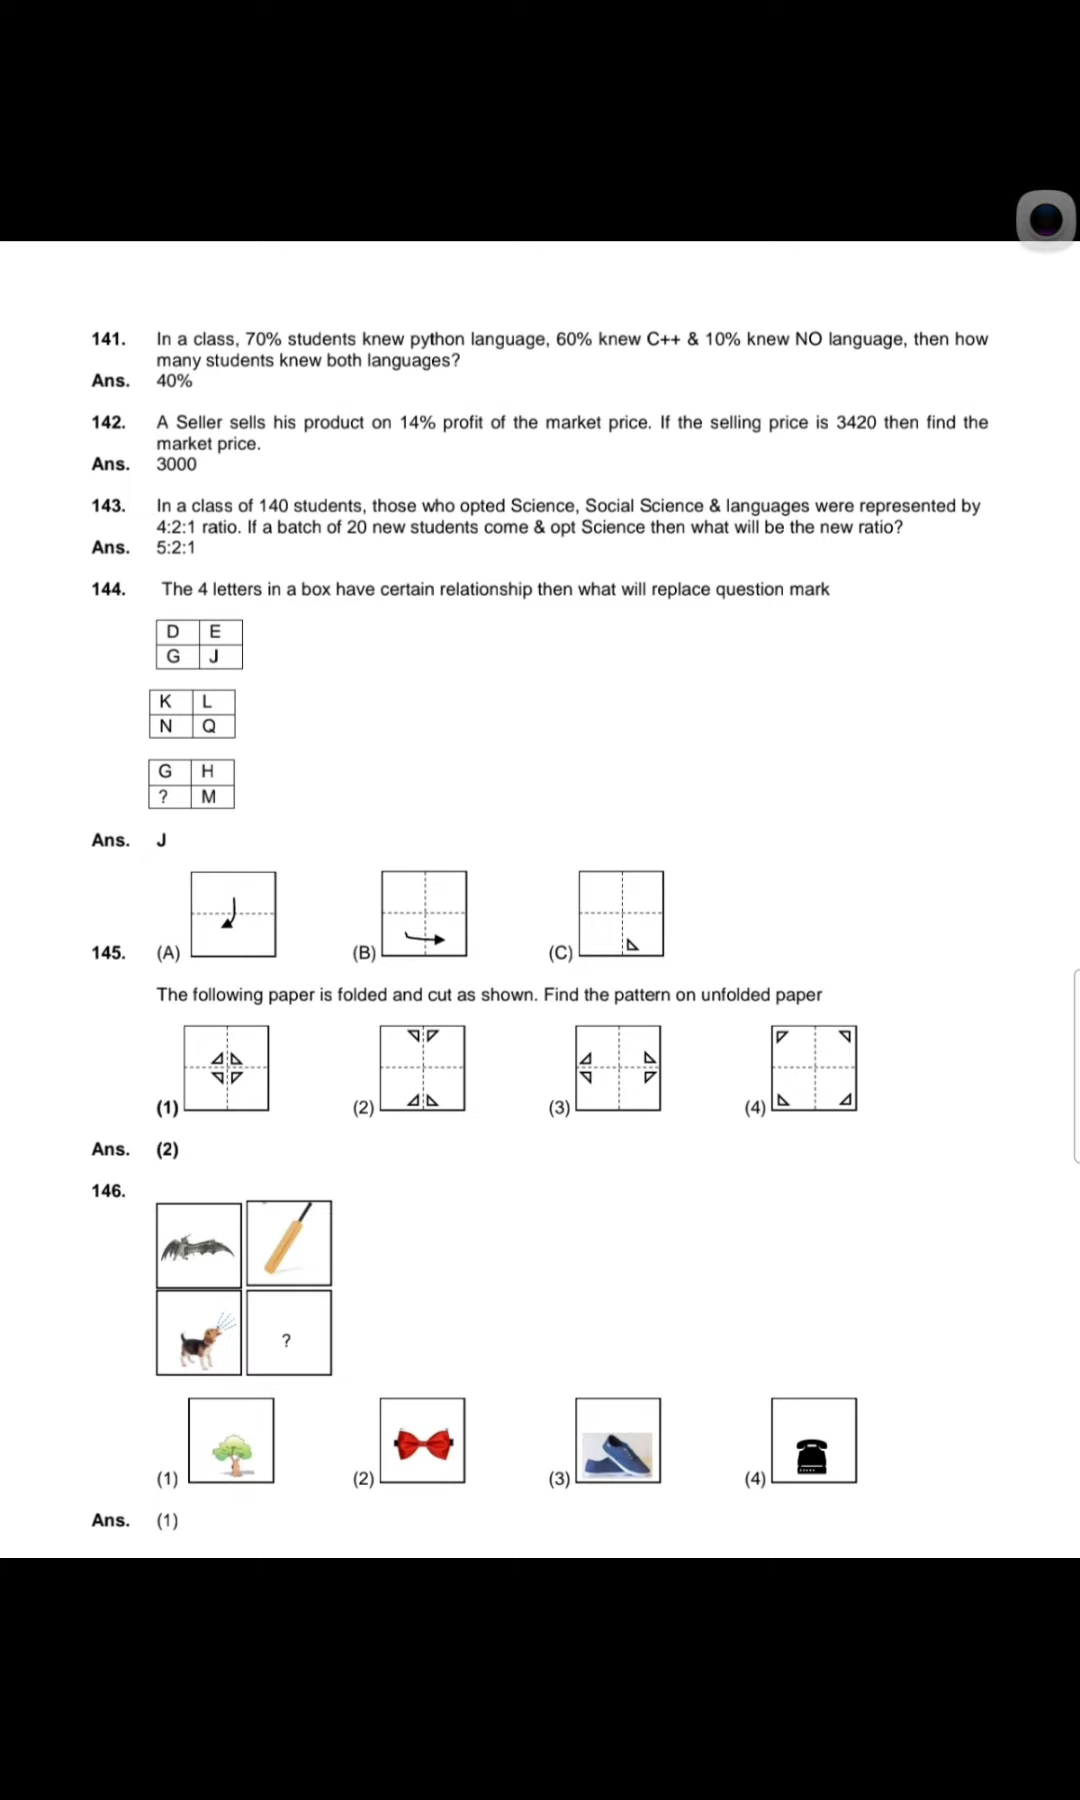 141. In a class, 70% students knew python language, 60% knew C++ & 10% knew NO language, then how
many students knew both languages?
Ans. 40%
142. A Seller sells his product on 14% profit of the market price. If the selling price is 3420 then find the
market price.
Ans. 3000
143. In a class of 140 students, those who opted Science, Social Science & languages were represented by
4:2:1 ratio. If a batch of 20 new students come & opt Science then what will be the new ratio?
Ans. 5:2:1
144. The 4 letters in a box have certain relationship then what will replace question mark
D E
G J
K L
N Q
G H
? M
Ans. J
145. (A) (B) (C)
The following paper is folded and cut as shown. Find the pattern on unfolded paper
(1) (2) (3) (4)
Ans. (2)
146.
?
(1) (2) (3) (4)
Ans. (1)